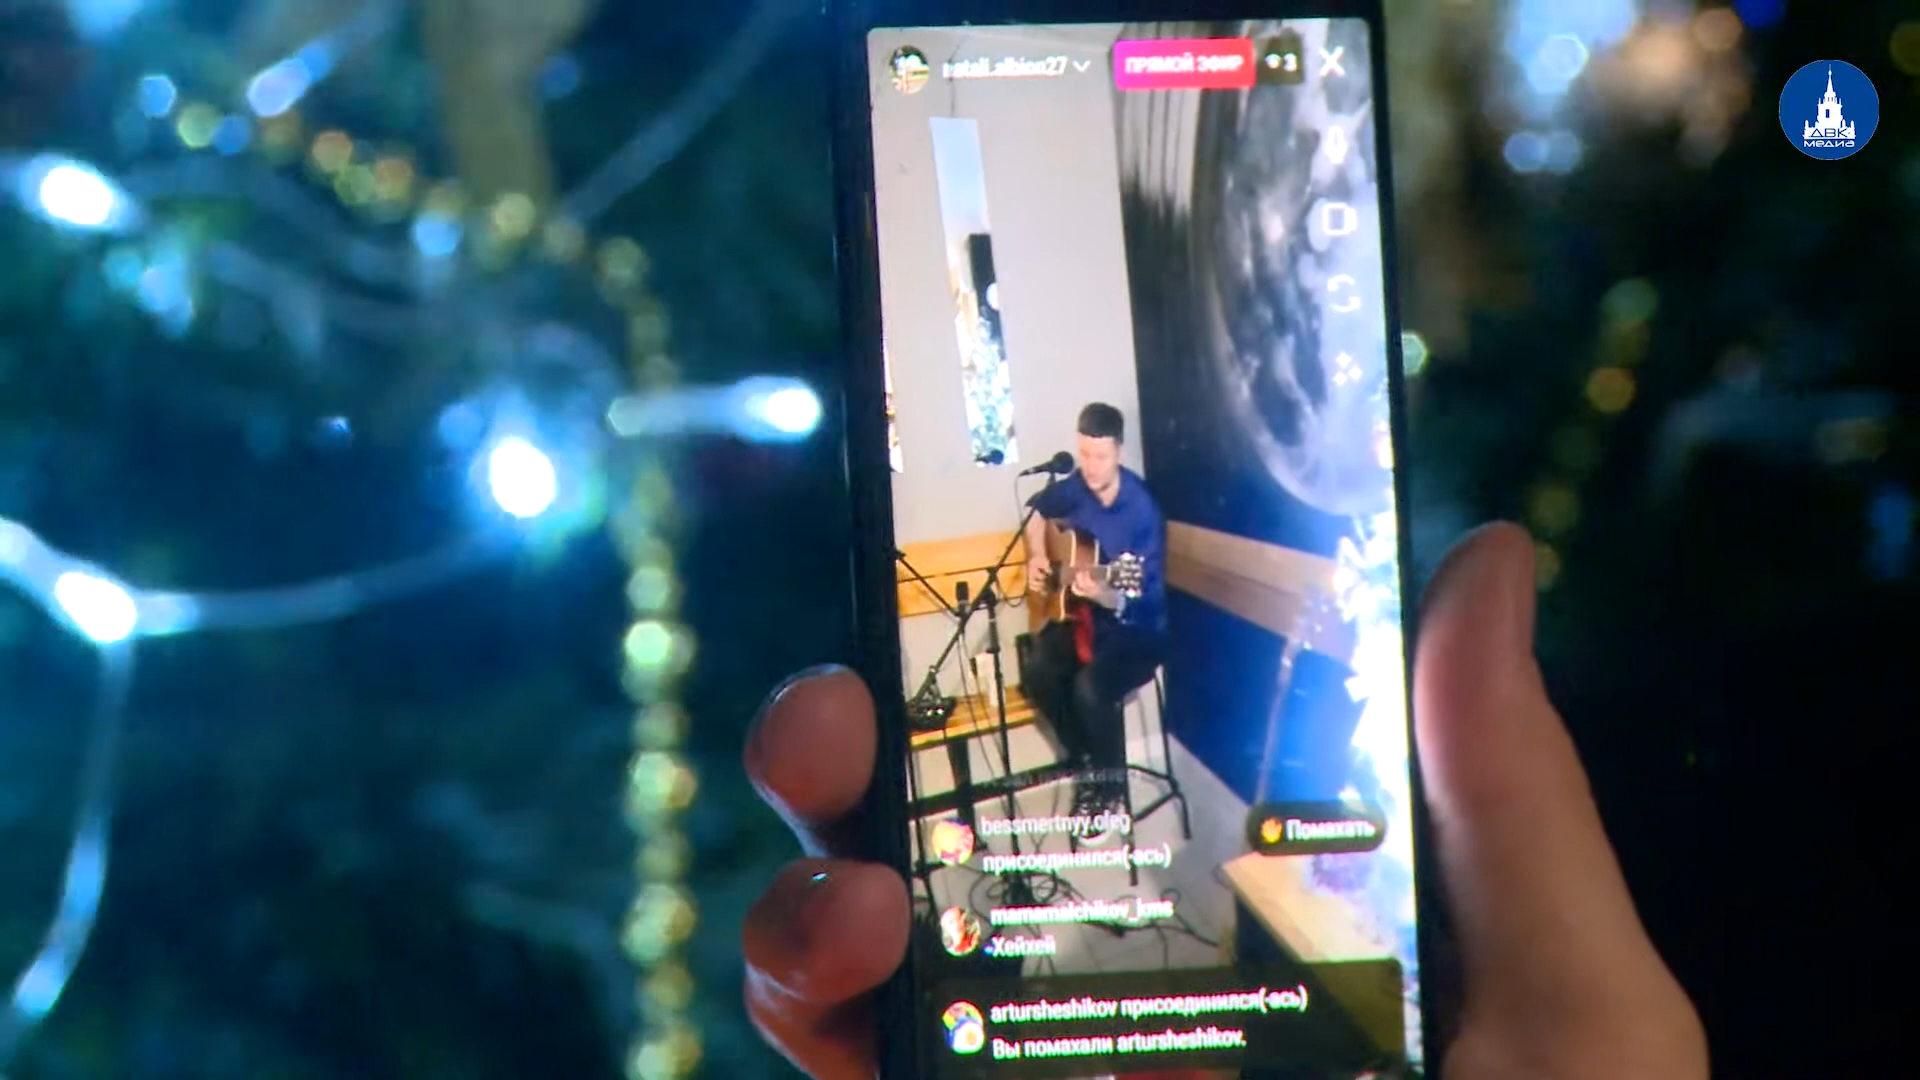 natali.albion27
ПРЯМОЙ ЭФИР
3
ДВК
медиа
bessmertnyy.oleg
присоединился(-ась)
Помахать
mamamalchikov_kms
Хейхей
artursheshikov присоединился(-ась)
Вы помахали artursheshikov.